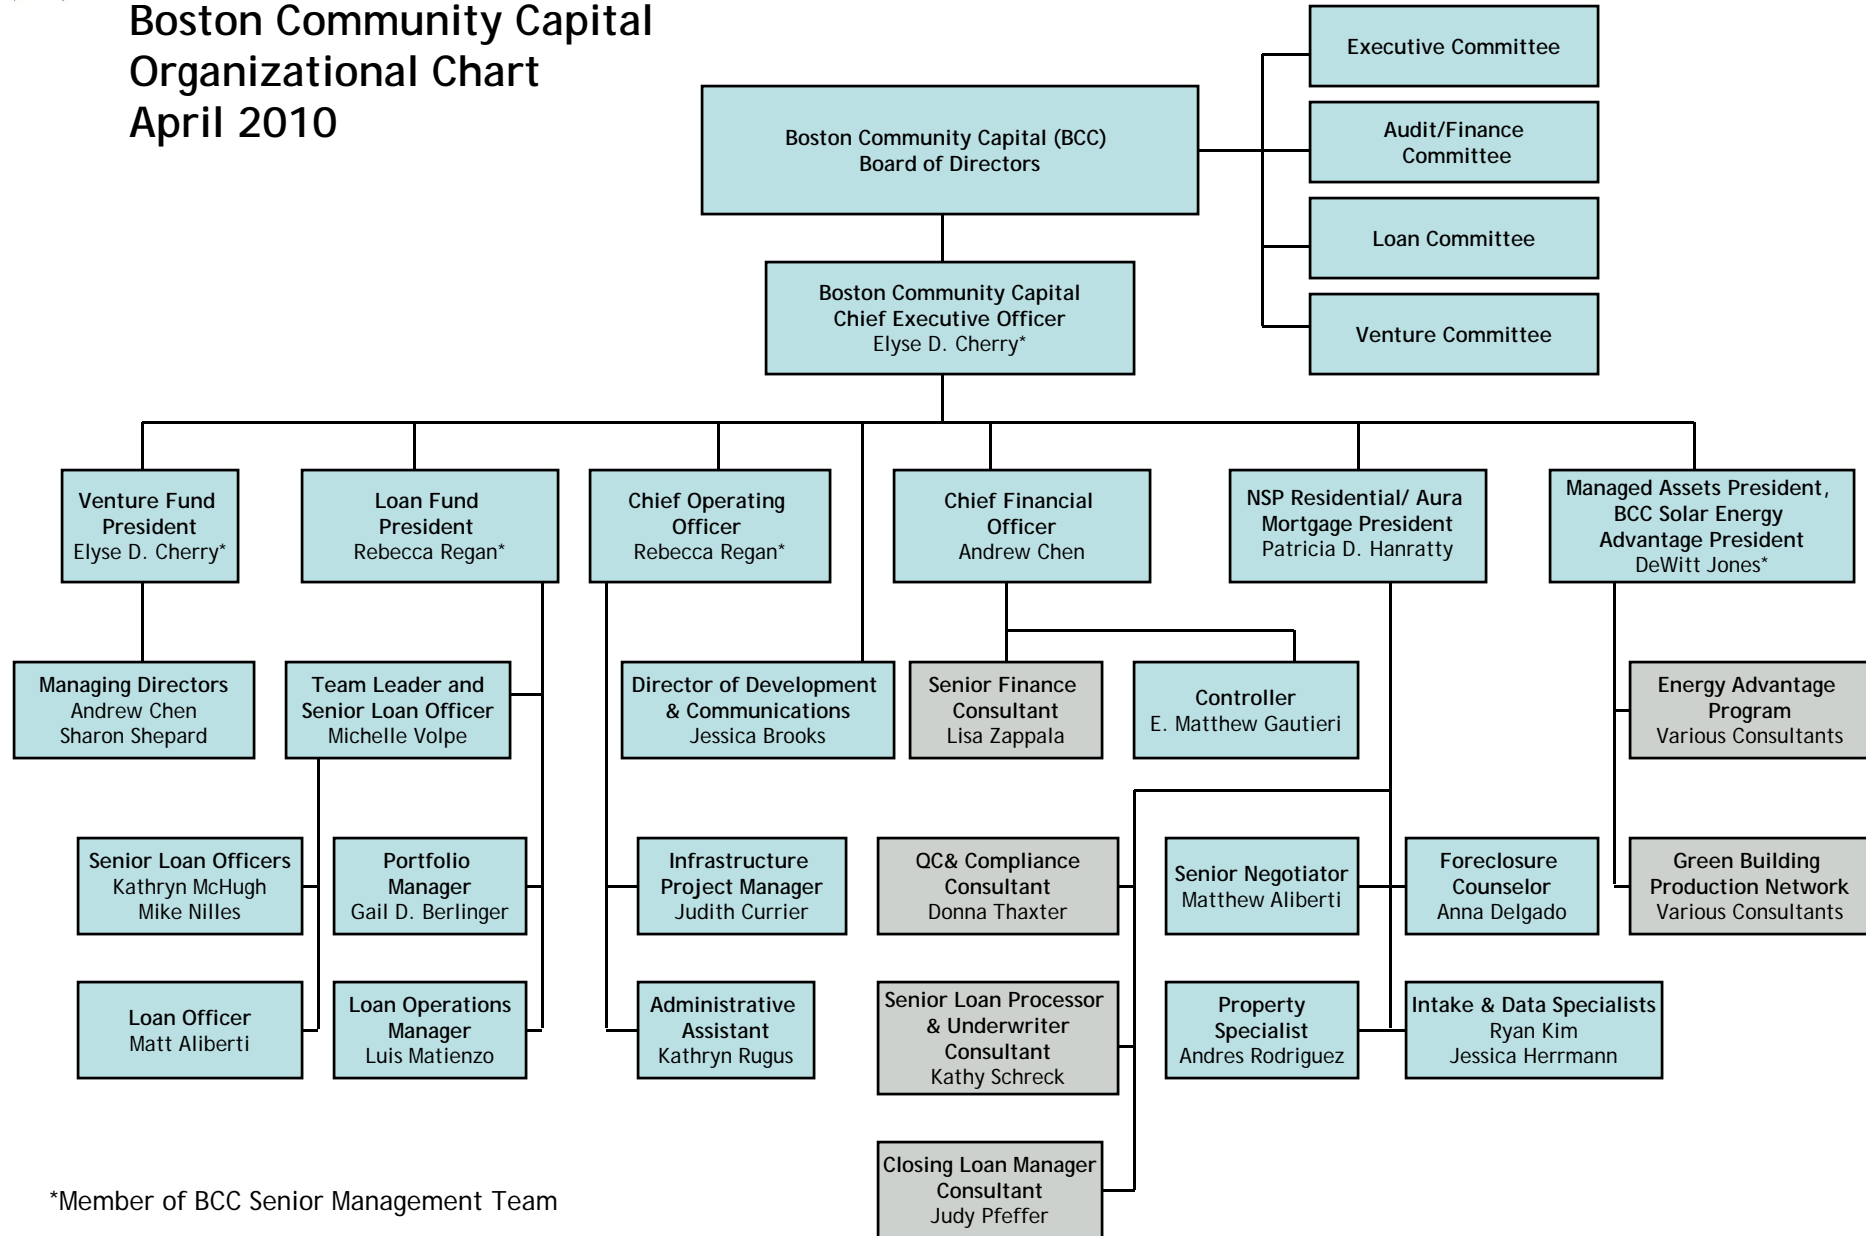 Boston Community Capital
Organizational Chart
April 2010
Executive Committee
Audit/Finance
Committee
Loan Committee
Venture Committee
Boston Community Capital (BCC)
Board of Directors
Boston Community Capital
Chief Executive Officer
Elyse D. Cherry*
Venture Fund
President
Elyse D. Cherry*
Loan Fund
President
Rebecca Regan*
Chief Operating
Officer
Rebecca Regan*
Chief Financial
Officer
Andrew Chen
NSP Residential/ Aura
Mortgage President
Patricia D. Hanratty
Managed Assets President,
BCC Solar Energy
Advantage President
DeWitt Jones*
Managing Directors
Andrew Chen
Sharon Shepard
Team Leader and
Senior Loan Officer
Michelle Volpe
Director of Development
& Communications
Jessica Brooks
Senior Finance
Consultant
Lisa Zappala
Controller
E. Matthew Gautieri
Energy Advantage
Program
Various Consultants
Senior Loan Officers
Kathryn McHugh
Mike Nilles
Portfolio
Manager
Gail D. Berlinger
Infrastructure
Project Manager
Judith Currier
QC& Compliance
Consultant
Donna Thaxter
Senior Negotiator
Matthew Aliberti
Foreclosure
Counselor
Anna Delgado
Green Building
Production Network
Various Consultants
Loan Officer
Matt Aliberti
Loan Operations
Manager
Luis Matienzo
Administrative
Assistant
Kathryn Rugus
Senior Loan Processor
& Underwriter
Consultant
Kathy Schreck
Property
Specialist
Andres Rodriguez
Intake & Data Specialists
Ryan Kim
Jessica Herrmann
Closing Loan Manager
Consultant
Judy Pfeffer
*Member of BCC Senior Management Team